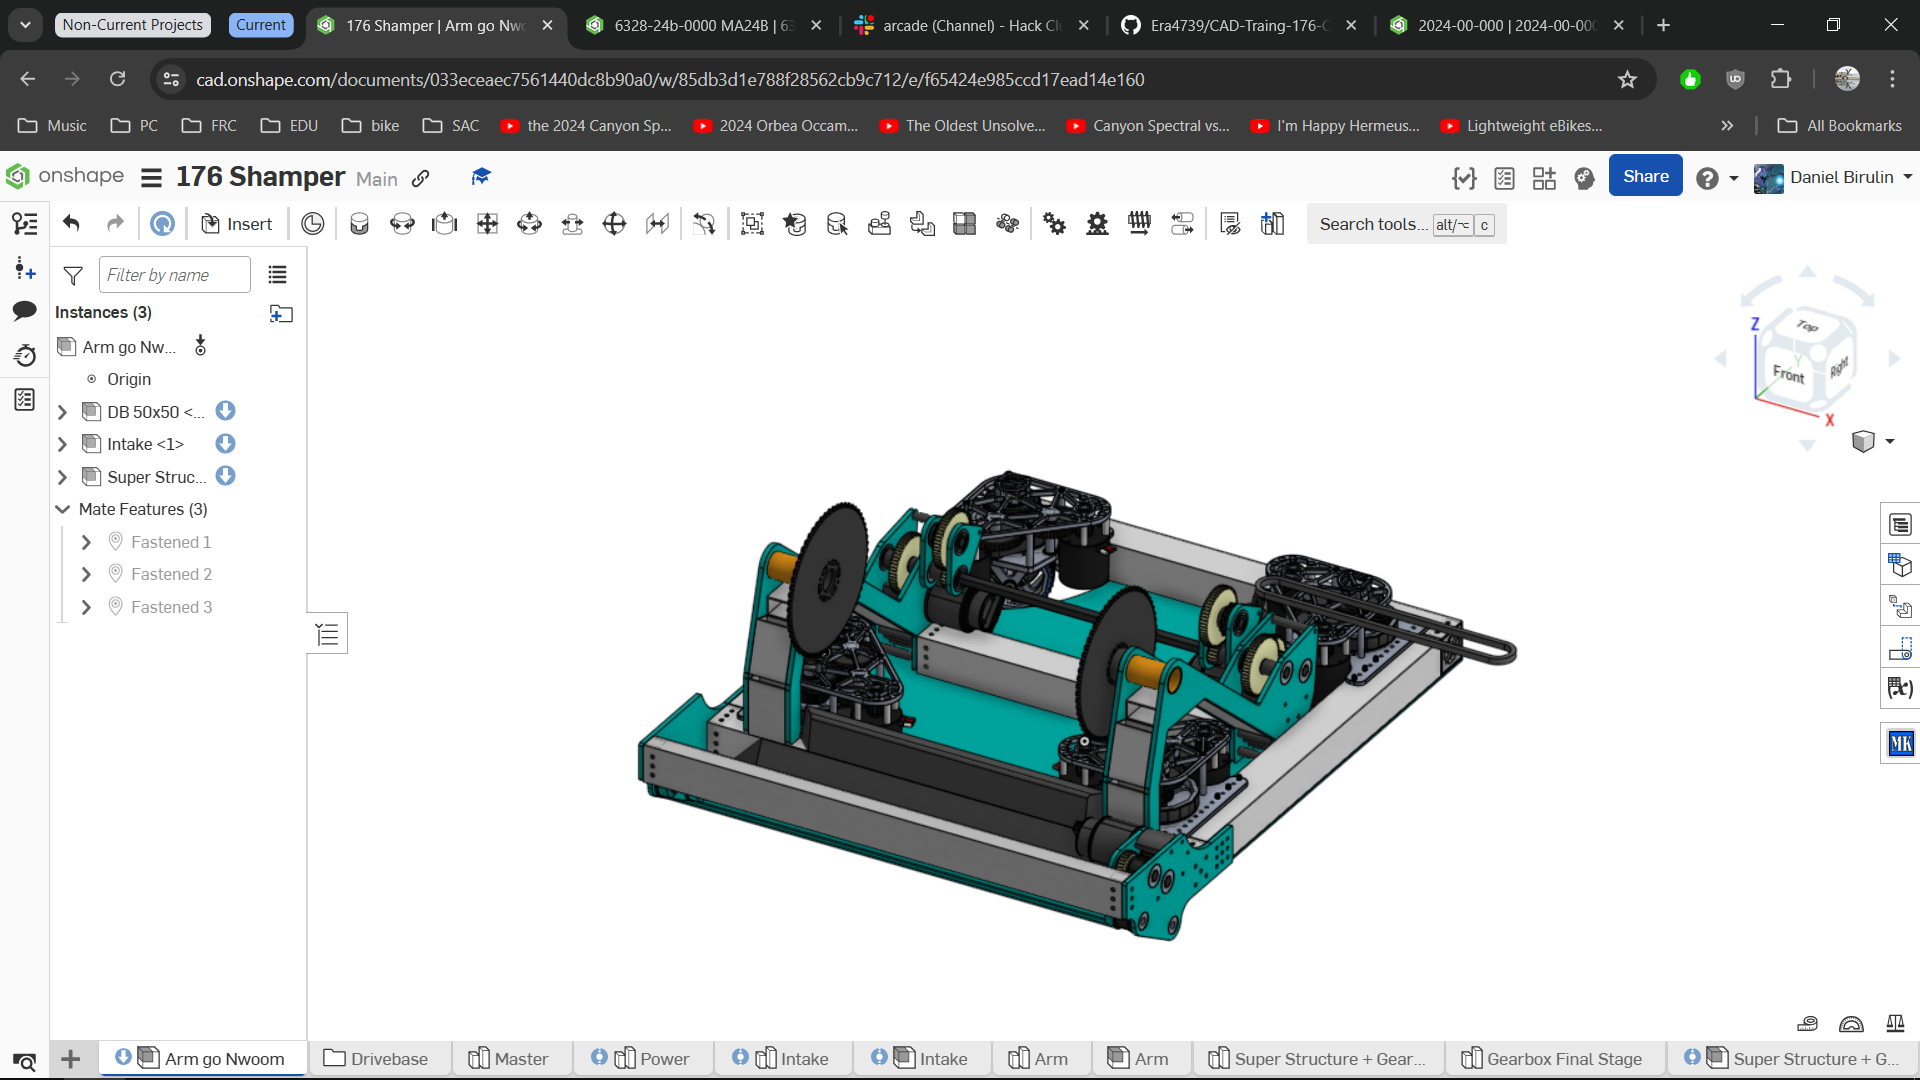 Non-Current Projects
Current
176 Shamper | Arm go Nwo
6328-24b-0000 MA24B | 63
arcade (Channel) - Hack Cl
Era4739/CAD-Traing-176-C
2024-00-000 | 2024-00-000
cad.onshape.com/documents/033eceaec7561440dc8b90a0/w/85db3d1e788f28562cb9c712/e/f65424e985ccd17ead14e160
Music
PC
FRC
EDU
bike
SAC
the 2024 Canyon Sp...
2024 Orbea Occam...
The Oldest Unsolve...
Canyon Spectral vs...
I'm Happy Hermeus...
Lightweight eBikes...
All Bookmarks
onshape
176 Shamper
Main
Share
Daniel Birulin
Insert
Search tools... alt/⌥ c
Filter by name
Instances (3)
Arm go Nw...
Origin
DB 50x50 <...
Intake <1>
Super Struc...
Mate Features (3)
Fastened 1
Fastened 2
Fastened 3
Z
Top
Y
Front
Right
X
(x)
MK
Arm go Nwoom
Drivebase
Master
Power
Intake
Intake
Arm
Arm
Super Structure + Gear...
Gearbox Final Stage
Super Structure + G...